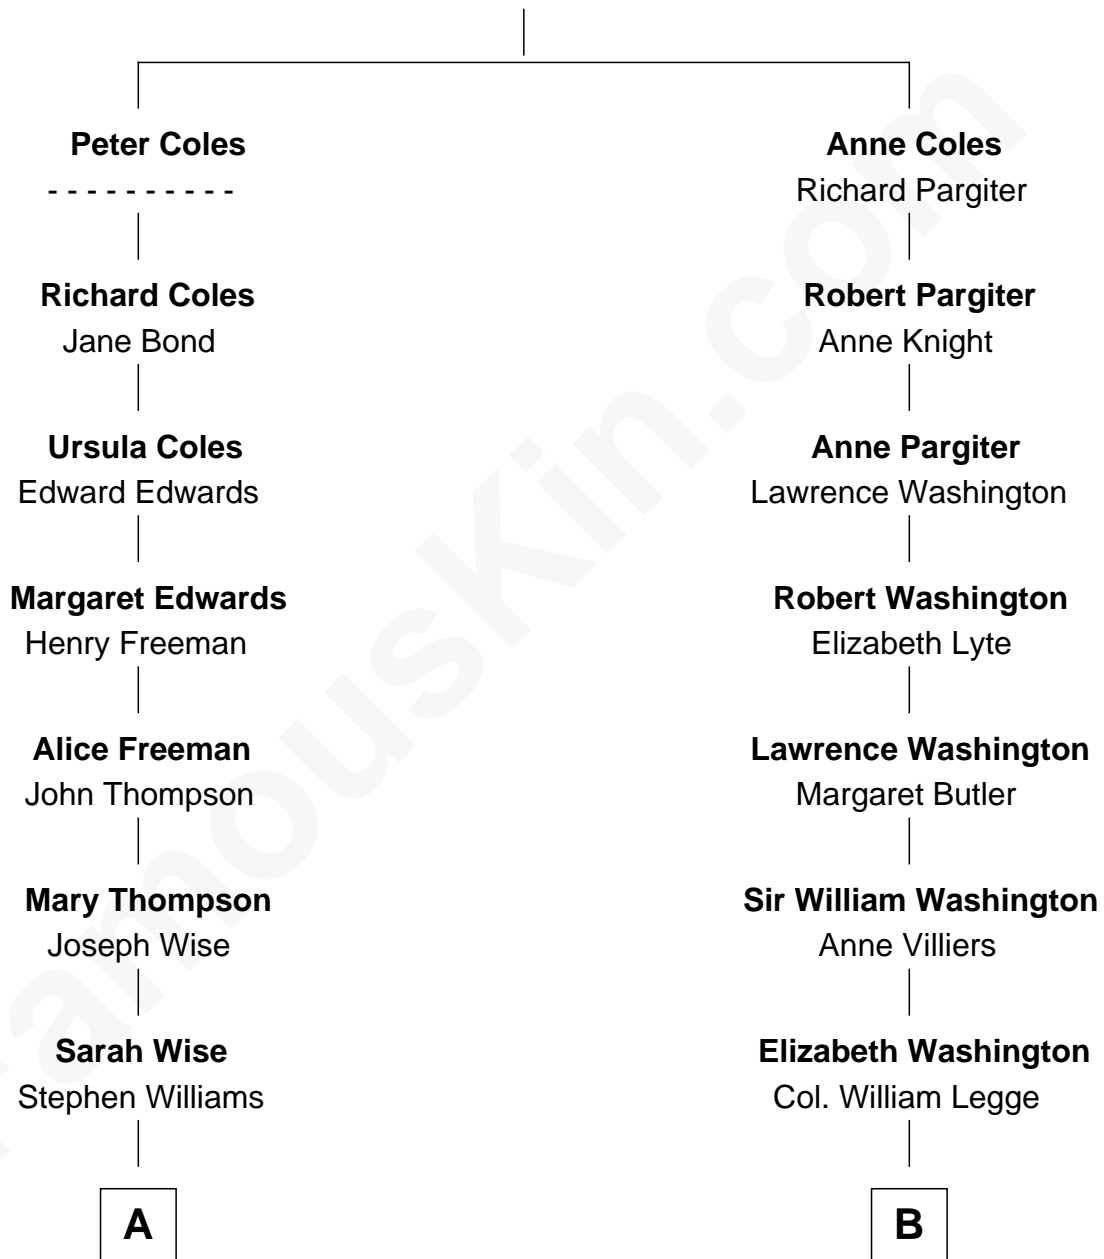 Peter Coles
- - - - - - - - - -
Richard Coles
Jane Bond
Ursula Coles
Edward Edwards
Margaret Edwards
Henry Freeman
Alice Freeman
John Thompson
Mary Thompson
Joseph Wise
Sarah Wise
Stephen Williams
A
Anne Coles
Richard Pargiter
Robert Pargiter
Anne Knight
Anne Pargiter
Lawrence Washington
Robert Washington
Elizabeth Lyte
Lawrence Washington
Margaret Butler
Sir William Washington
Anne Villiers
Elizabeth Washington
Col. William Legge
B
FamousKin.com